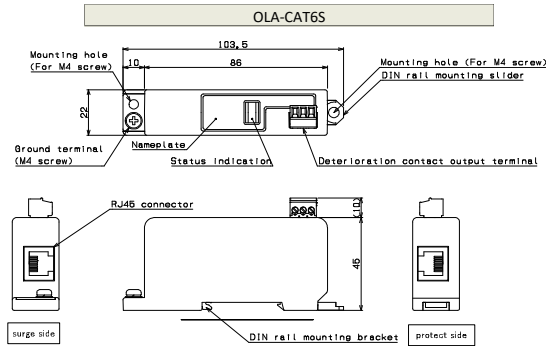 OLA-CAT6S
103.5
Mounting hole
(For M4 screw)
10
86
Mounting hole (For M4 screw)
DIN rail mounting slider
22
Ground terminal
(M4 screw)
Nameplate
Status indication
Deterioration contact output terminal
RJ45 connector
(10)
45
surge side
DIN rail mounting bracket
protect side